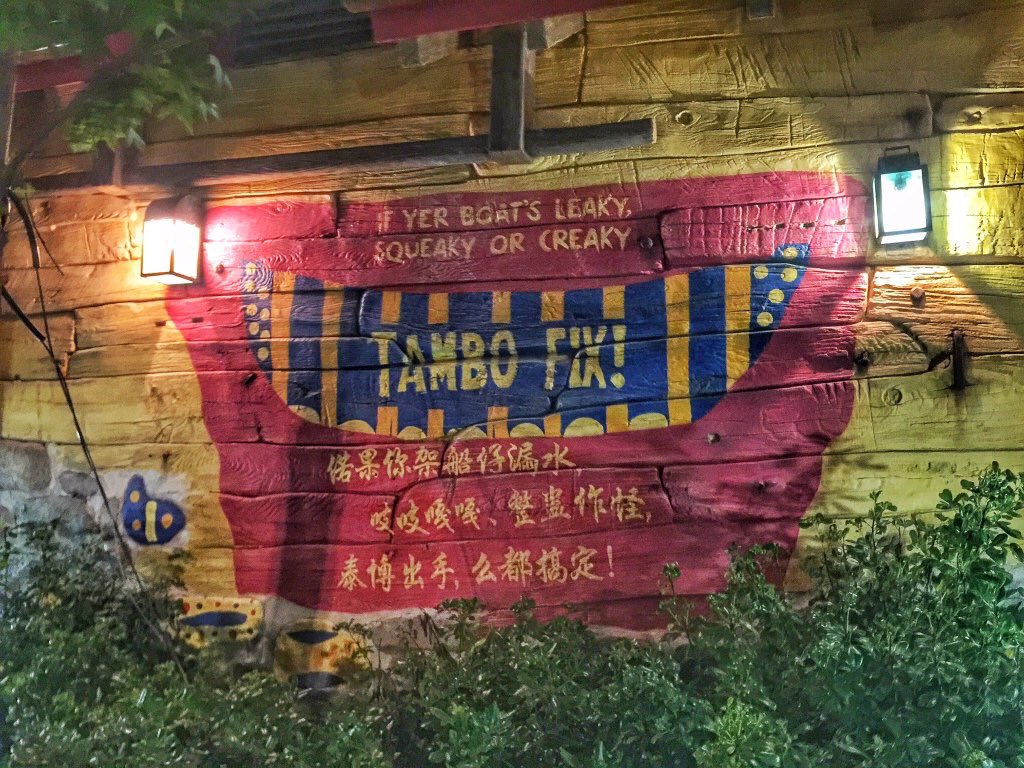 IF YER BOAT'S LEAKY,
SQUEAKY OR CREAKY
TAMBO FIX!
偌果你架船仔漏水,
吱吱嘎嘎、整蛊作怪,
泰博出手,么都搞定!